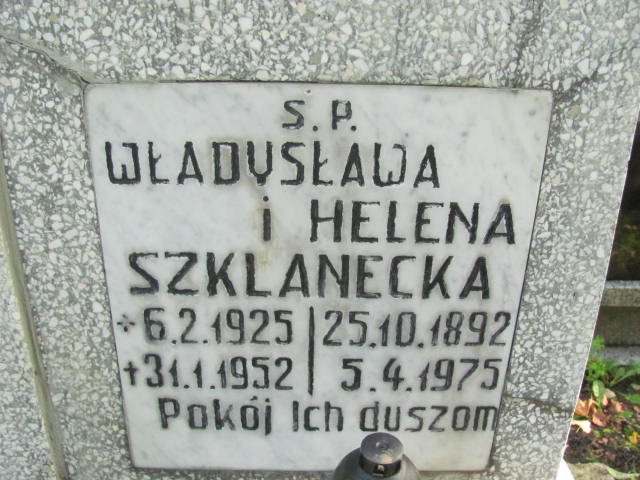 S.P.
WŁADYSŁAWA
i HELENA
SZKLANECKA
* 6.2.1925 | 25.10.1892
† 31.1.1952 | 5.4.1975
Pokój Ich duszom